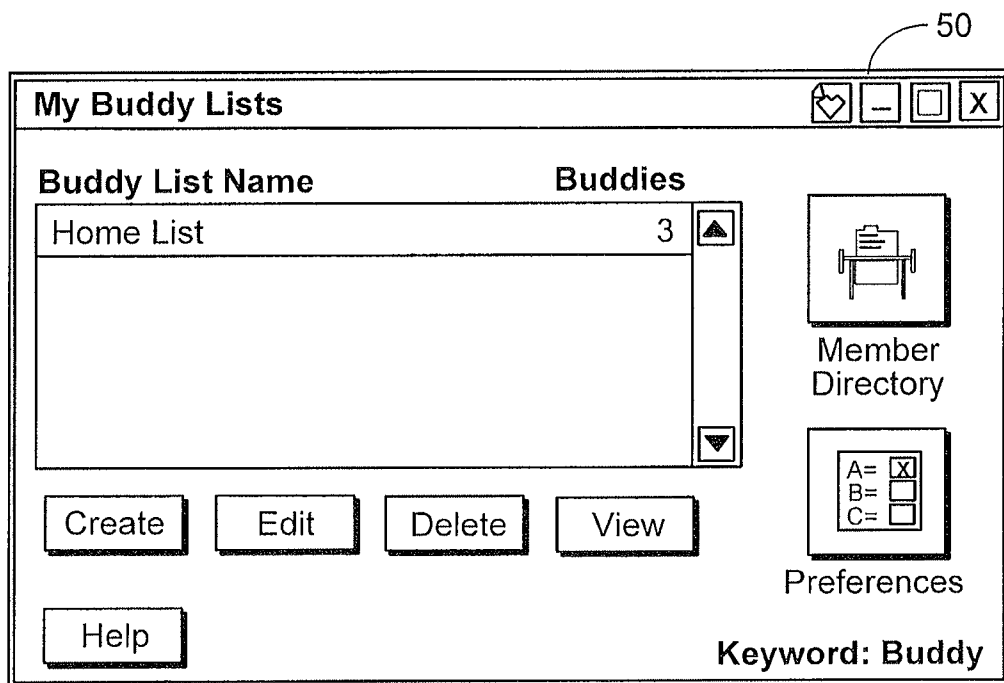 50
My Buddy Lists
X
Buddy List Name Buddies
Home List 3
Member
Directory
A= X
B=
C=
Create Edit Delete View
Preferences
Help
Keyword: Buddy